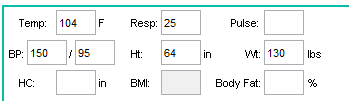 Temp: 104 F Resp: 25 Pulse:
BP: 150 / 95 Ht: 64 in Wt: 130 lbs
HC: in BMI: Body Fat: %